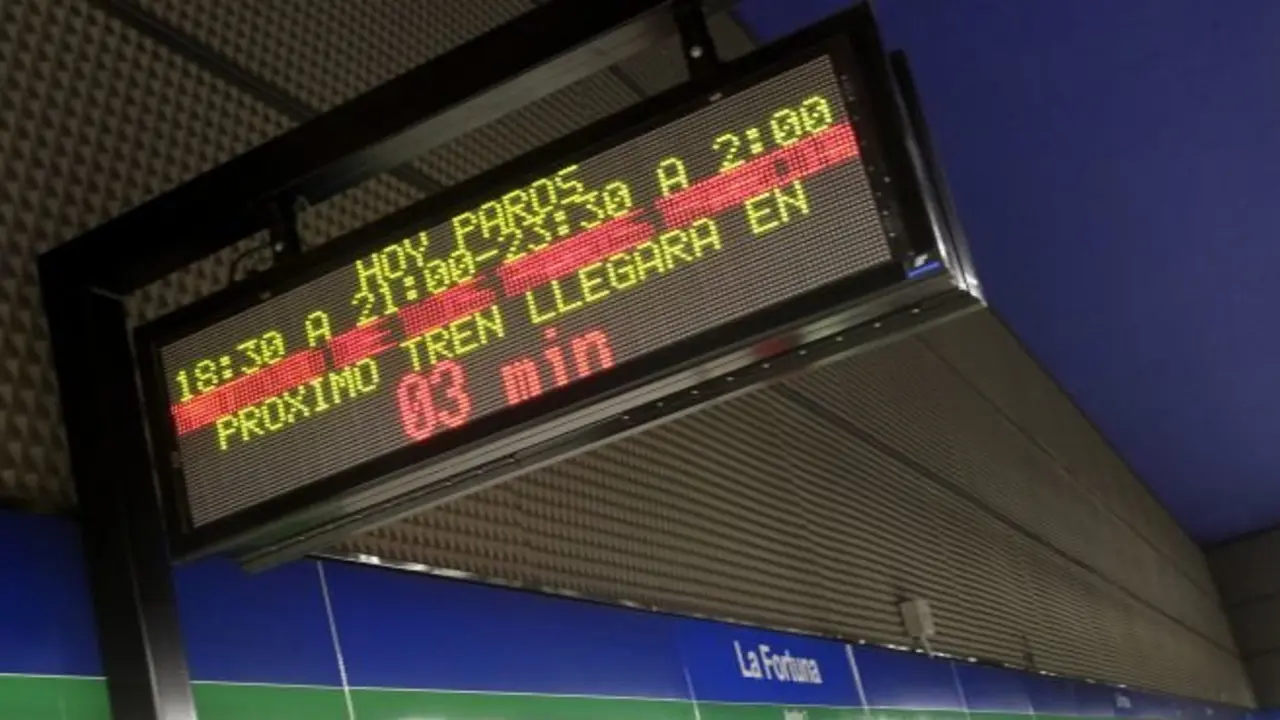 HOY PAROS
18:30 A 21:00-23:30 A 2:00
PROXIMO TREN LLEGARA EN
03 min
La Fortuna